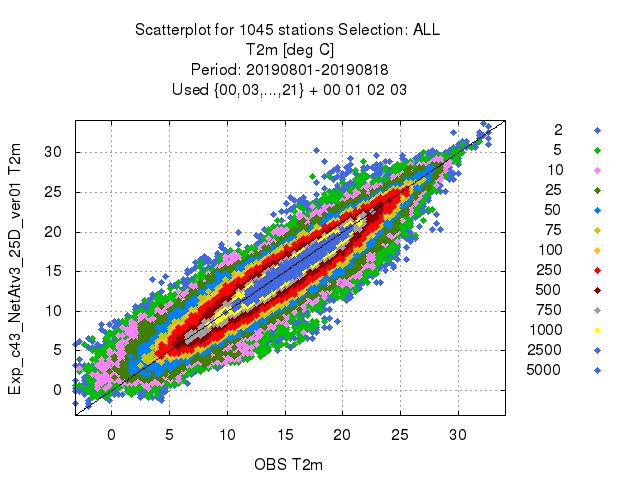 Scatterplot for 1045 stations Selection: ALL
T2m [deg C]
Period: 20190801-20190818
Used {00,03,...,21} + 00 01 02 03
Exp_c43_NetAtv3_25D_ver01 T2m
30
25
20
15
10
5
0
0 5 10 15 20 25 30
OBS T2m
2
5
10
25
50
75
100
250
500
750
1000
2500
5000